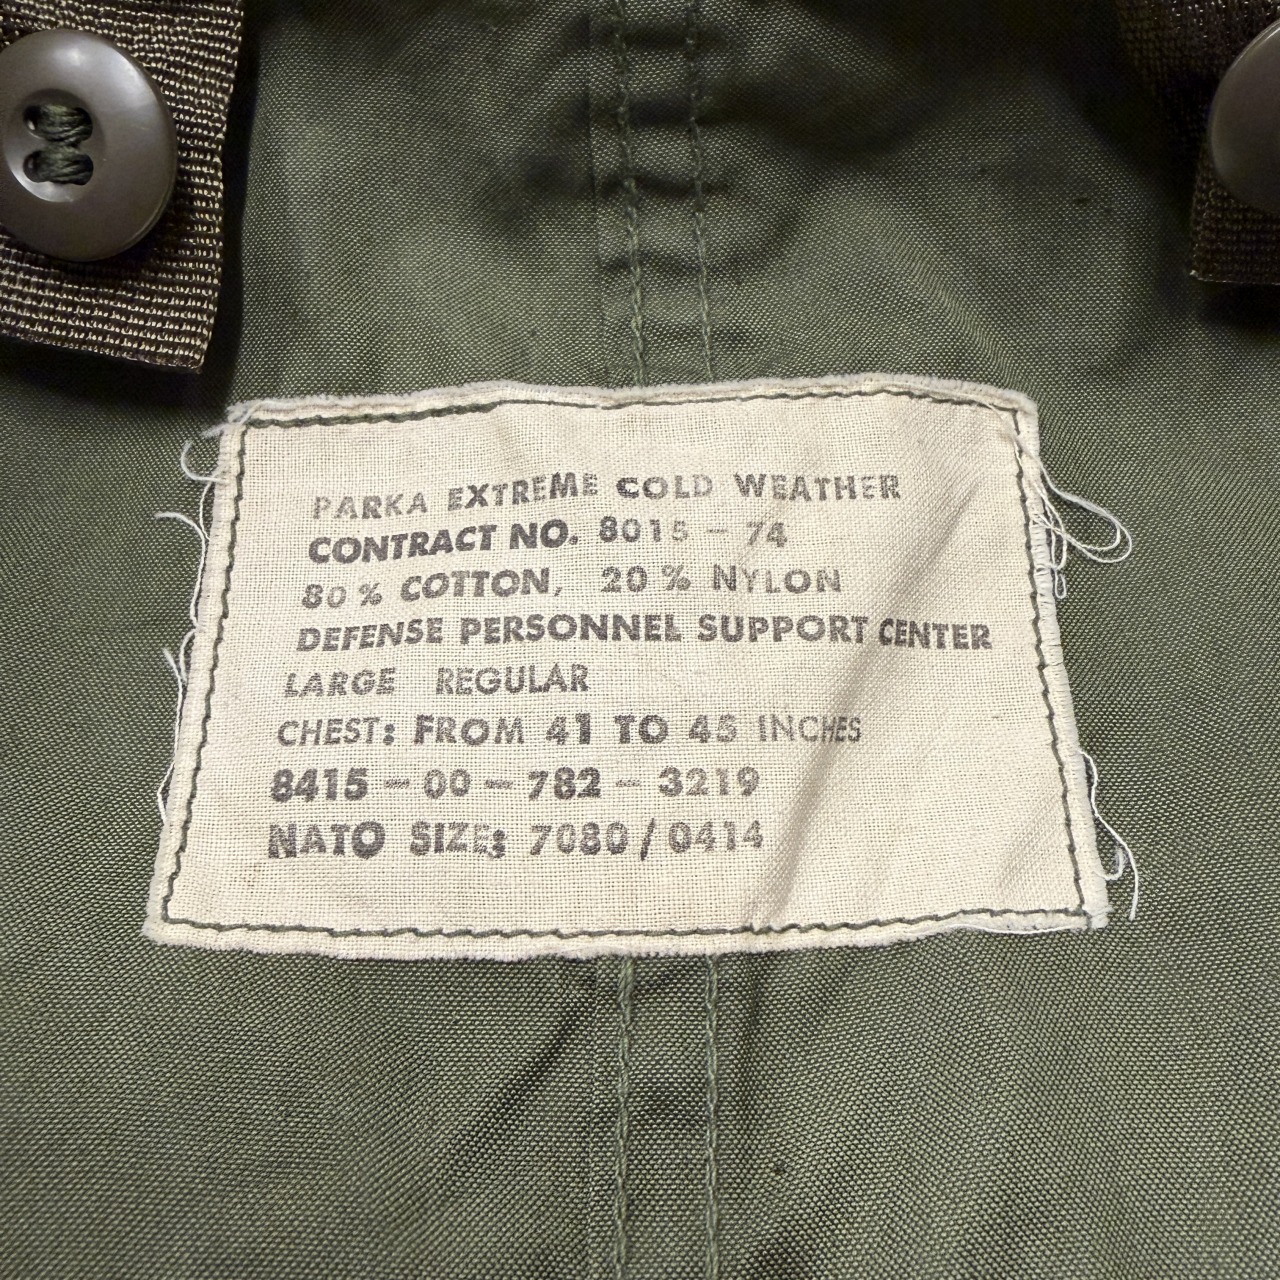 PARKA EXTREME COLD WEATHER
CONTRACT NO. 8015 - 74
80 % COTTON, 20 % NYLON
DEFENSE PERSONNEL SUPPORT CENTER
LARGE REGULAR
CHEST: FROM 41 TO 45 INCHES
8415 - 00 - 782 - 3219
NATO SIZE: 7080 / 0414